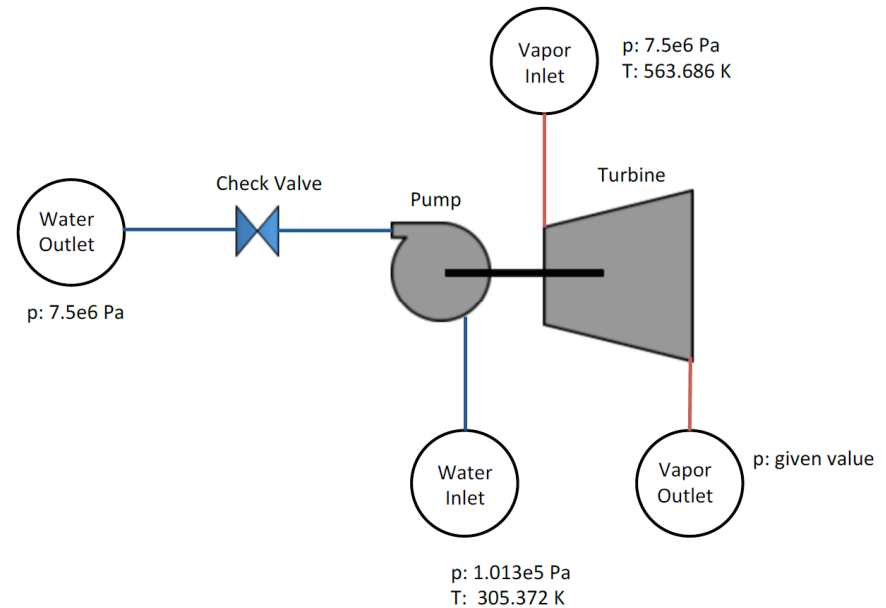 Vapor
Inlet
p: 7.5e6 Pa
T: 563.686 K
Check Valve
Pump
Turbine
Water
Outlet
p: 7.5e6 Pa
Water
Inlet
Vapor
Outlet
p: given value
p: 1.013e5 Pa
T:  305.372 K